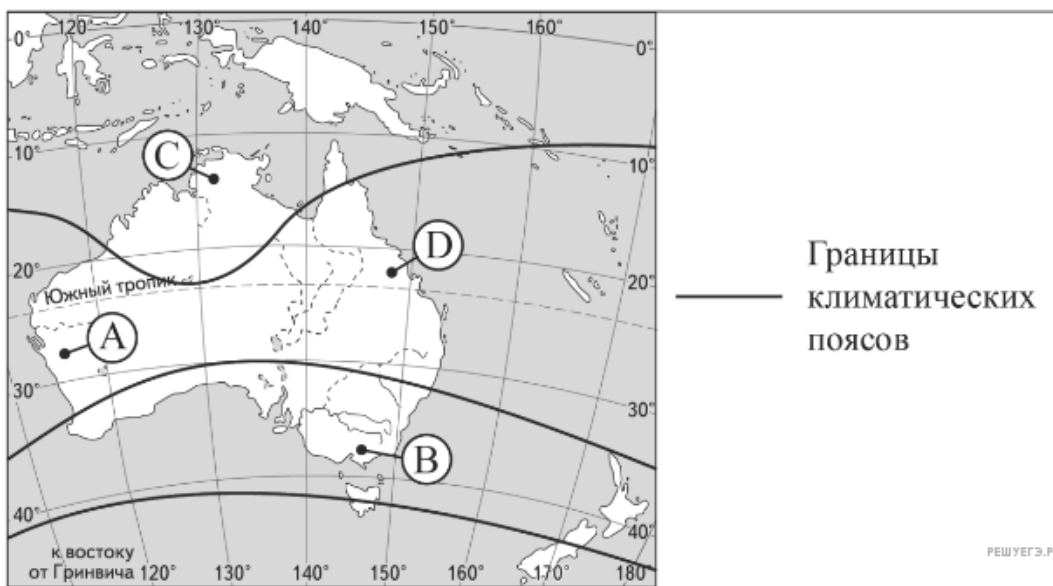 120° 130° 140° 150° 160°
0° 0°
C
10° 10°
D
20° 20°
Южный тропик
A
30° 30°
B
40° 40°
к востоку
от Гринвича 120° 130° 140° 150° 160° 170° 180°
Границы
климатических
поясов
РЕШУЕГЭ.Р